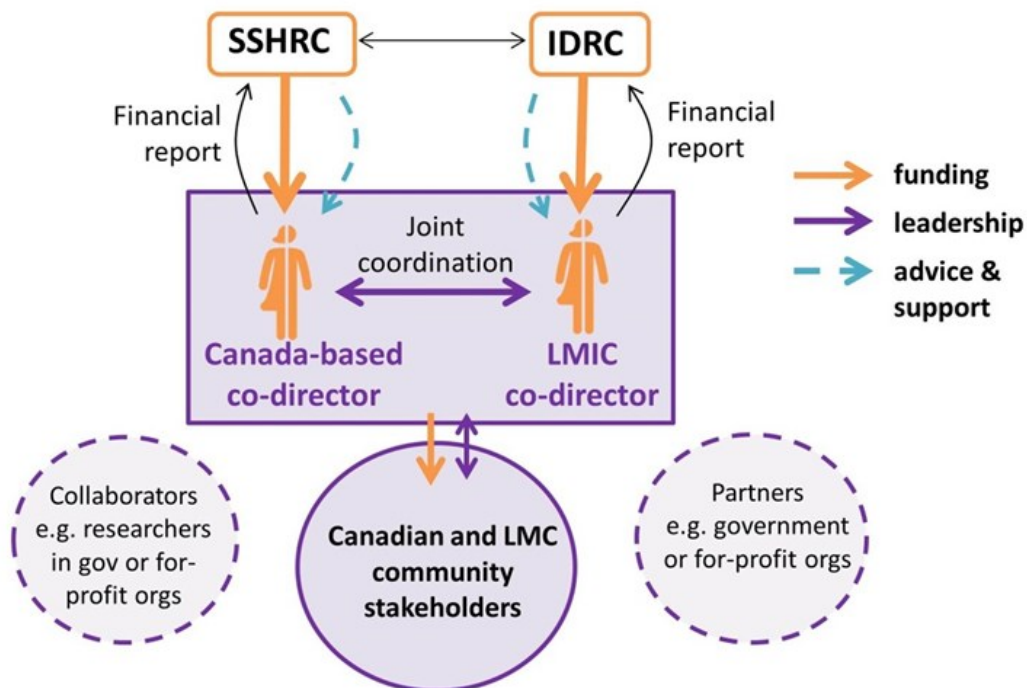 SSHRC
IDRC
Financial
report
Financial
report
funding
leadership
advice &
support
Joint
coordination
Canada-based
co-director
LMIC
co-director
Collaborators
e.g. researchers
in gov or for-
profit orgs
Canadian and LMC
community
stakeholders
Partners
e.g. government
or for-profit orgs